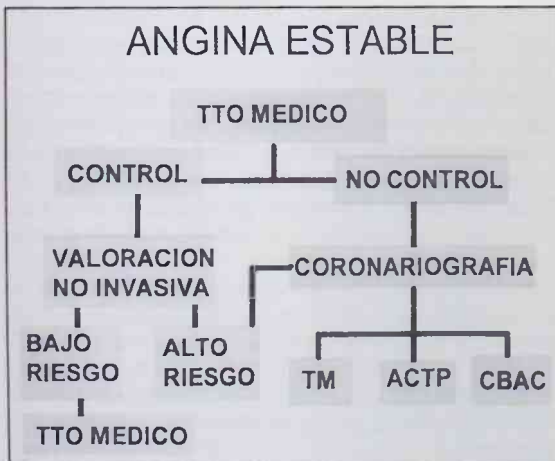 ANGINA ESTABLE
TTO MEDICO
CONTROL
NO CONTROL
VALORACION
NO INVASIVA
CORONARIOGRAFIA
BAJO
RIESGO
ALTO
RIESGO
TM
ACTP
CBAC
TTO MEDICO